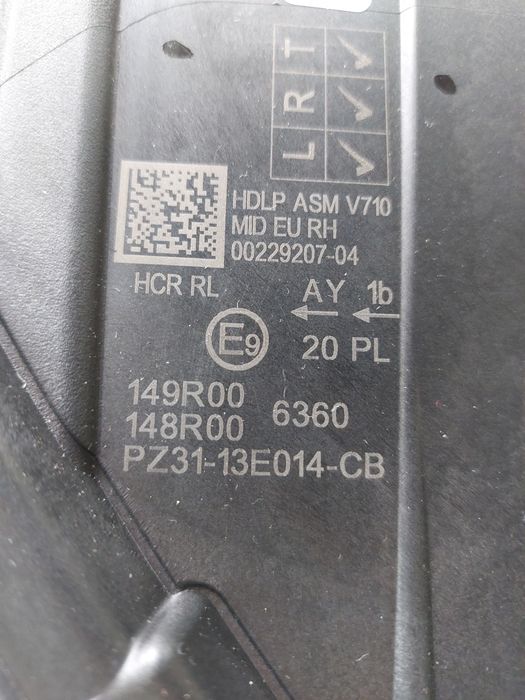 L R T
✓ ✓ ✓
HDLP ASM V710
MID EU RH
00229207-04
HCR RL
AY 1b
← ←
E9
20 PL
149R00
148R00
6360
PZ31-13E014-CB